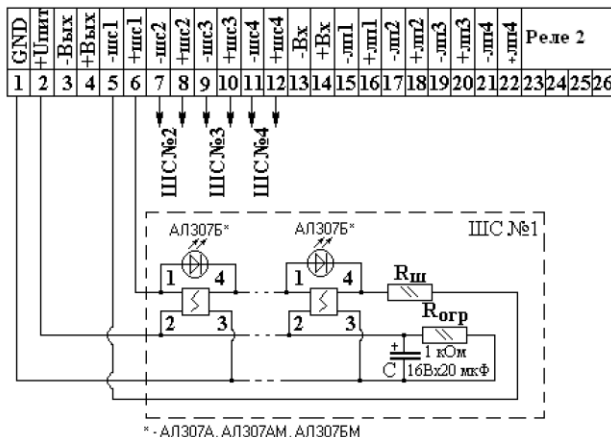 GND
+Uпит
-Вых
+Вых
-шс1
+шс1
-шс2
+шс2
-шс3
+шс3
-шс4
+шс4
-Вх
+Вх
-лп1
+лп1
-лп2
+лп2
-лп3
+лп3
-лп4
+лп4
Реле 2
1 2 3 4 5 6 7 8 9 10 11 12 13 14 15 16 17 18 19 20 21 22 23 24 25 26
ШС№2
ШС№3
ШС№4
ШС №1
АЛ307Б*
АЛ307Б*
1 4
1 4
Rш
2 3
2 3
Rогр
+
1 кОм
С
16Вх20 мкФ
* - АЛ307А, АЛ307АМ, АЛ307БМ